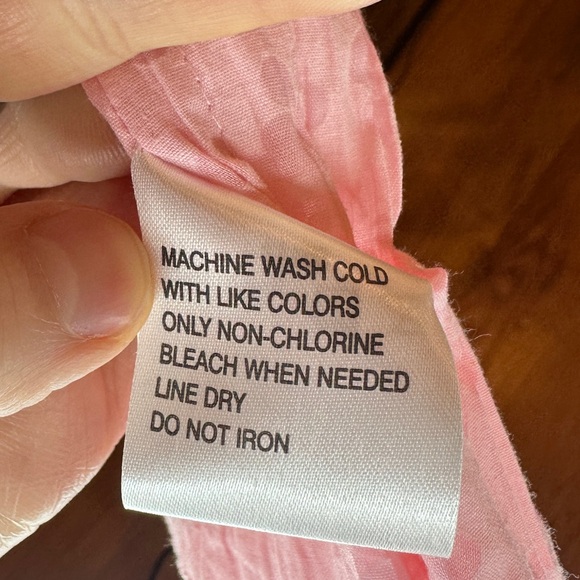 MACHINE WASH COLD
WITH LIKE COLORS
ONLY NON-CHLORINE
BLEACH WHEN NEEDED
LINE DRY
DO NOT IRON